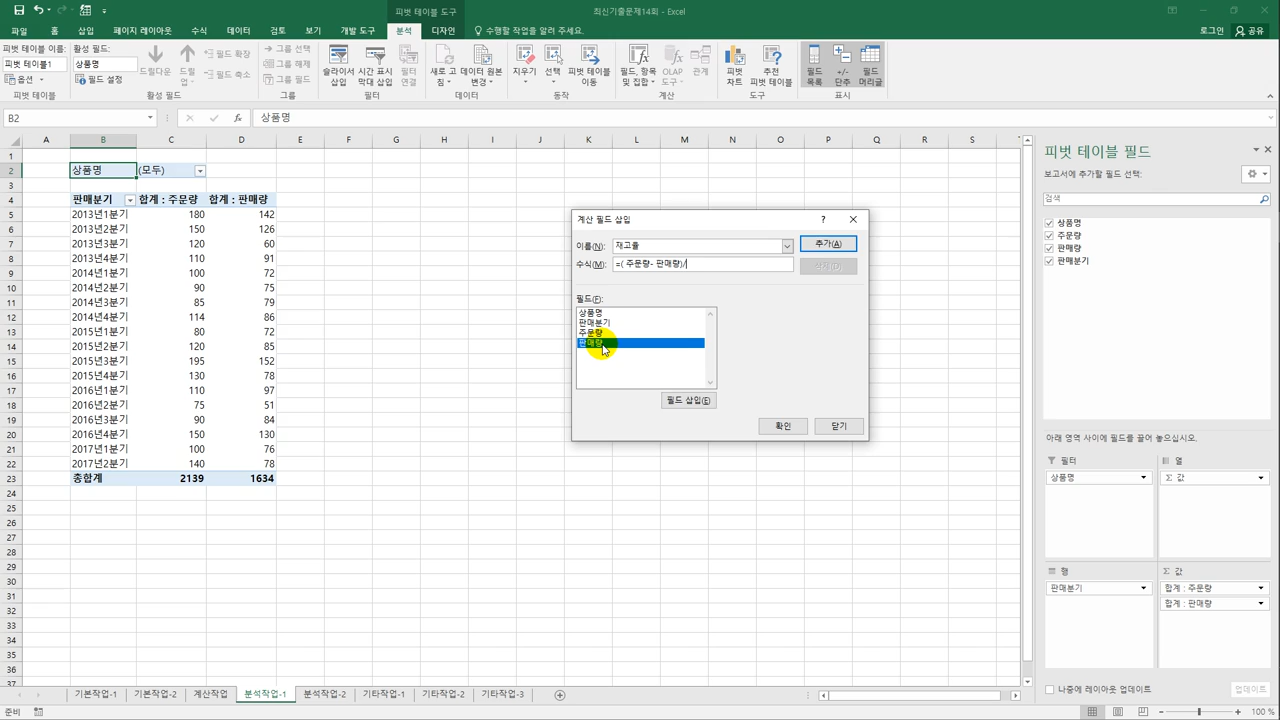 피벗 테이블 도구
최신기출문제14회 - Excel
파일 홈 삽입 페이지 레이아웃 수식 데이터 검토 보기 개발 도구 분석 디자인 수행할 작업을 알려 주세요. 로그인 공유
피벗 테이블 이름:
피벗 테이블1
옵션
피벗 테이블
활성 필드:
상품명
필드 설정
드릴다운
드릴업
필드 확장
필드 축소
활성 필드
그룹 선택
그룹 해제
그룹 필드
그룹
슬라이서 삽입
시간 표시 막대 삽입
필터 연결
필터
새로 고침
데이터 원본 변경
데이터
지우기
선택
피벗 테이블 이동
동작
필드, 항목 및 집합
OLAP 도구
관계
계산
피벗 차트
추천 피벗 테이블
도구
필드 목록
+/- 단추
필드 머리글
표시
B2 fx 상품명
A B C D E F G H I J K L M N O P Q R S T
1
2 상품명 (모두)
3
4 판매분기 합계 : 주문량 합계 : 판매량
5 2013년1분기 180 142
6 2013년2분기 150 126
7 2013년3분기 120 60
8 2013년4분기 110 91
9 2014년1분기 100 72
10 2014년2분기 90 75
11 2014년3분기 85 79
12 2014년4분기 114 86
13 2015년1분기 80 72
14 2015년2분기 120 85
15 2015년3분기 195 152
16 2015년4분기 130 78
17 2016년1분기 110 97
18 2016년2분기 75 51
19 2016년3분기 90 84
20 2016년4분기 150 130
21 2017년1분기 100 76
22 2017년2분기 140 78
23 총합계 2139 1634
24
25
26
27
28
29
30
31
32
33
34
35
36
37
계산 필드 삽입 ?
이름(N): 재고율 추가(A)
수식(M): =( 주문량- 판매량)/ 삭제(D)
필드(F):
상품명
판매분기
주문량
판매량
필드 삽입(E)
확인 닫기
피벗 테이블 필드
보고서에 추가할 필드 선택:
검색
상품명
주문량
판매량
판매분기
아래 영역 사이에 필드를 끌어 놓으십시오.
필터
상품명
열
Σ 값
행
판매분기
Σ 값
합계 : 주문량
합계 : 판매량
나중에 레이아웃 업데이트 업데이트
기본작업-1 기본작업-2 계산작업 분석작업-1 분석작업-2 기타작업-1 기타작업-2 기타작업-3
준비 100 %